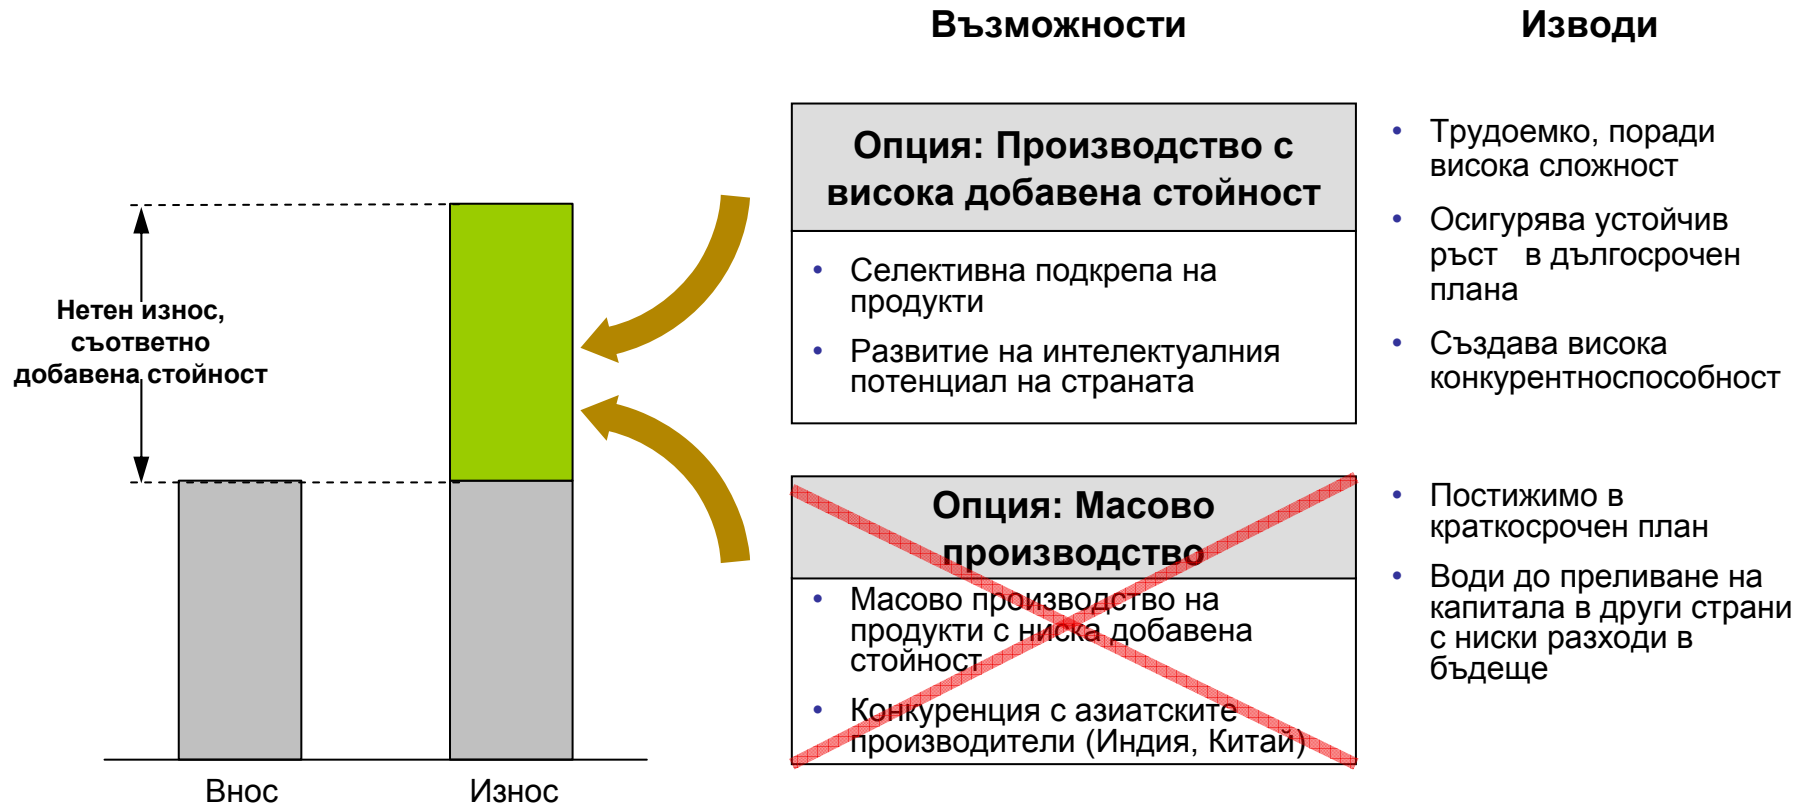 Възможности
Изводи
Нетен износ,
съответно
добавена стойност
Внос
Износ
Опция: Производство с
висока добавена стойност
• Селективна подкрепа на
продукти
• Развитие на интелектуалния
потенциал на страната
• Трудоемко, поради
висока сложност
• Осигурява устойчив
ръст в дългосрочен
плана
• Създава висока
конкурентноспособност
Опция: Масово
производство
• Масово производство на
продукти с ниска добавена
стойност
• Конкуренция с азиатските
производители (Индия, Китай)
• Постижимо в
краткосрочен план
• Води до преливане на
капитала в други страни
с ниски разходи в
бъдеще